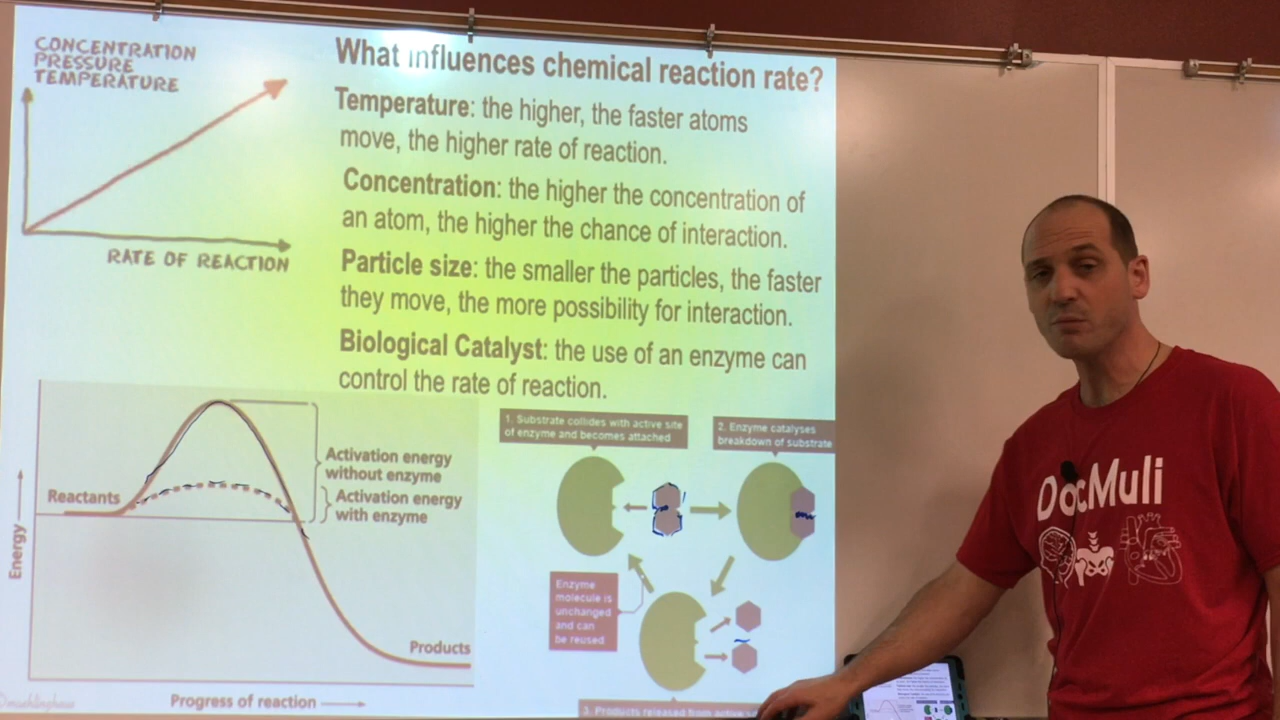 CONCENTRATION
PRESSURE
TEMPERATURE
RATE OF REACTION
What influences chemical reaction rate?
Temperature: the higher, the faster atoms
move, the higher rate of reaction.
Concentration: the higher the concentration of
an atom, the higher the chance of interaction.
Particle size: the smaller the particles, the faster
they move, the more possibility for interaction.
Biological Catalyst: the use of an enzyme can
control the rate of reaction.
Activation energy
without enzyme
Activation energy
with enzyme
Reactants
Energy
Products
Progress of reaction
1. Substrate collides with active site
of enzyme and becomes attached
2. Enzyme catalyses
breakdown of substrate
Enzyme
molecule is
unchanged
and can
be reused
3. Products released from active
DocMuli